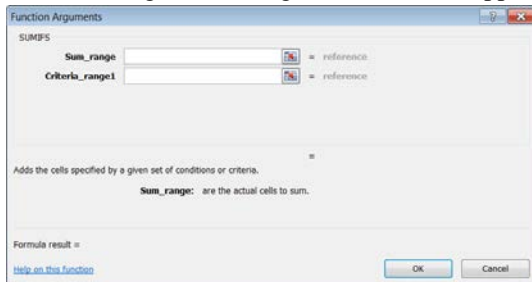 Function Arguments
SUMIFS
Sum_range = reference
Criteria_range1 = reference
=
Adds the cells specified by a given set of conditions or criteria.
Sum_range: are the actual cells to sum.
Formula result =
Help on this function
OK Cancel